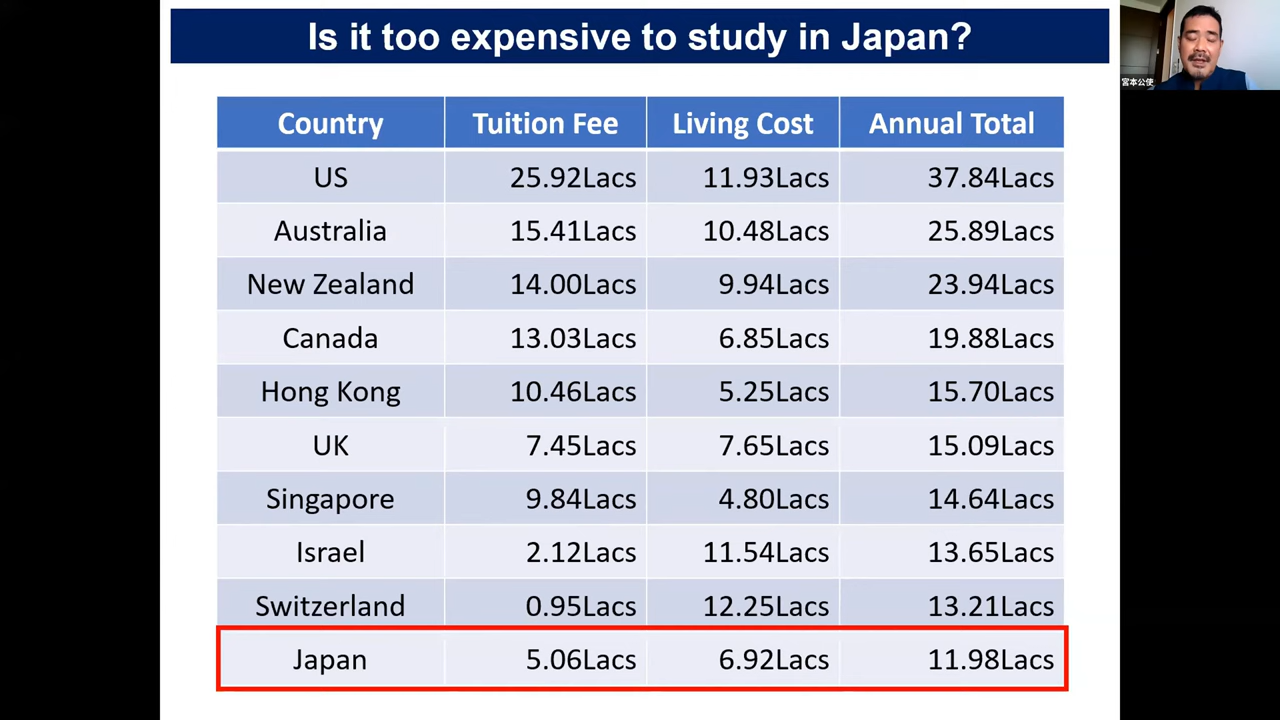 Is it too expensive to study in Japan?
宮本公使
Country Tuition Fee Living Cost Annual Total
US 25.92Lacs 11.93Lacs 37.84Lacs
Australia 15.41Lacs 10.48Lacs 25.89Lacs
New Zealand 14.00Lacs 9.94Lacs 23.94Lacs
Canada 13.03Lacs 6.85Lacs 19.88Lacs
Hong Kong 10.46Lacs 5.25Lacs 15.70Lacs
UK 7.45Lacs 7.65Lacs 15.09Lacs
Singapore 9.84Lacs 4.80Lacs 14.64Lacs
Israel 2.12Lacs 11.54Lacs 13.65Lacs
Switzerland 0.95Lacs 12.25Lacs 13.21Lacs
Japan 5.06Lacs 6.92Lacs 11.98Lacs